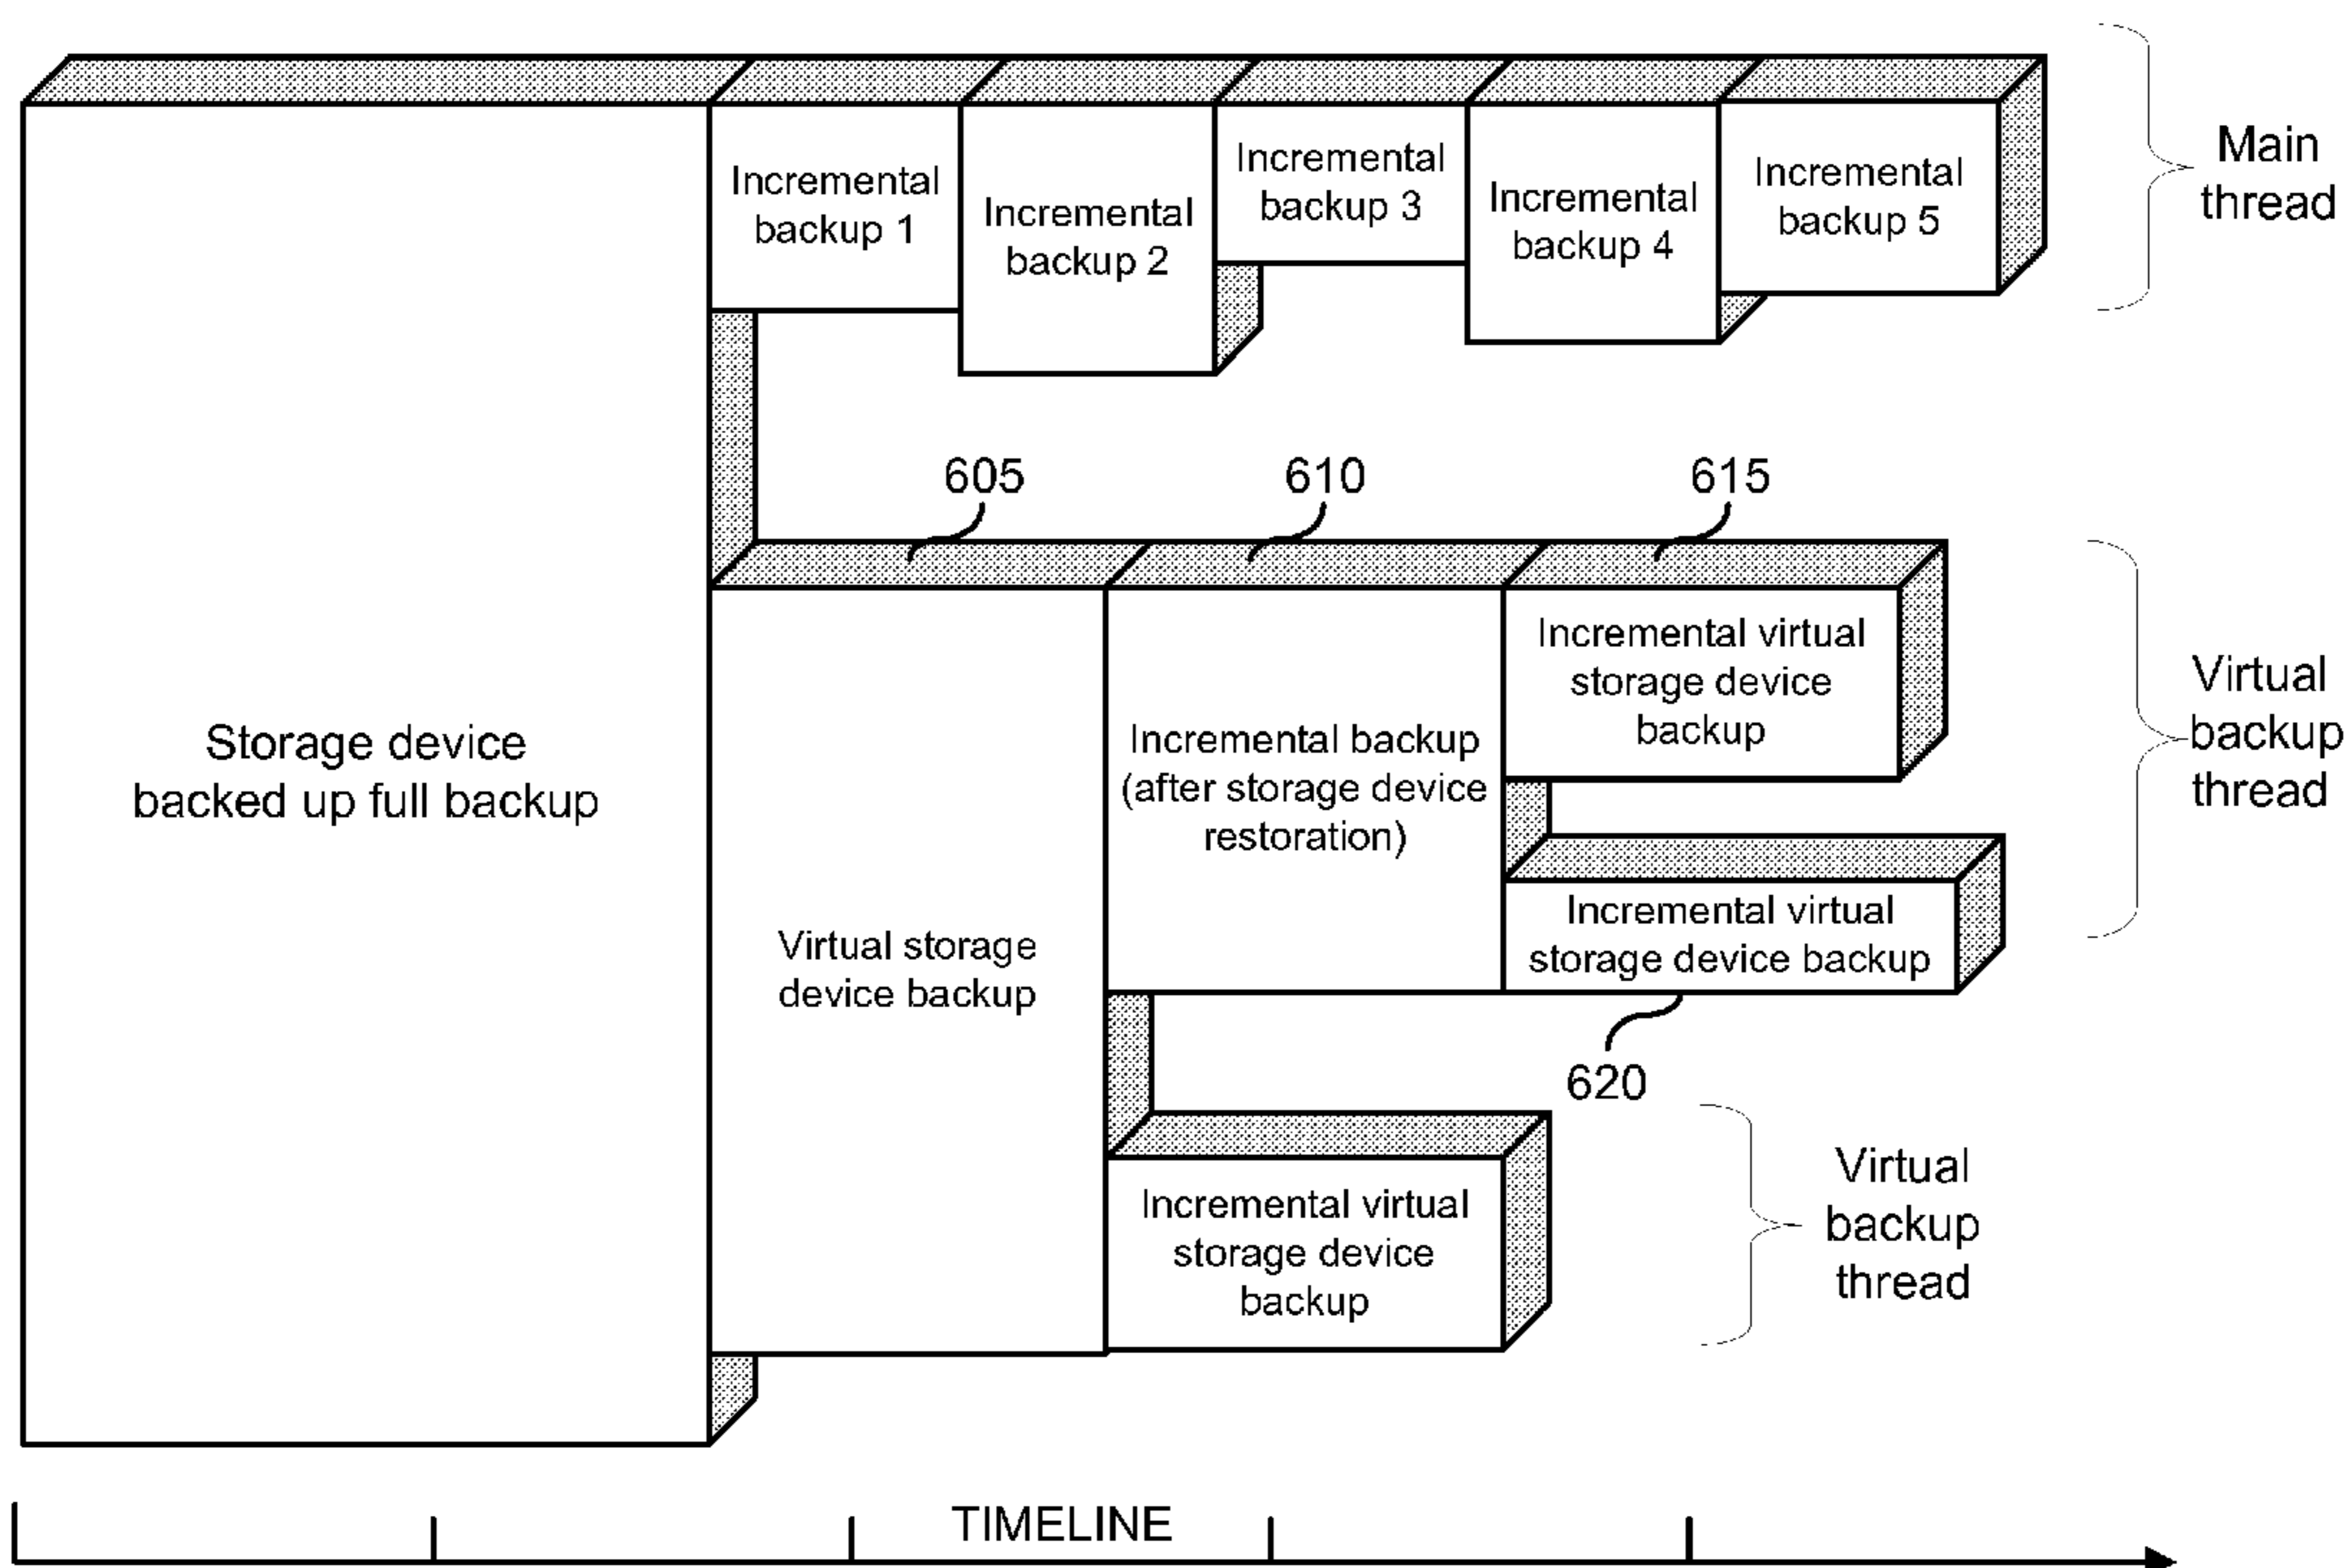 Incremental
backup 1
Incremental
backup 2
Incremental
backup 3
Incremental
backup 4
Incremental
backup 5
Main
thread
605
610
615
Storage device
backed up full backup
Virtual storage
device backup
Incremental backup
(after storage device
restoration)
Incremental virtual
storage device
backup
Incremental virtual
storage device backup
Virtual
backup
thread
620
Incremental virtual
storage device
backup
Virtual
backup
thread
TIMELINE